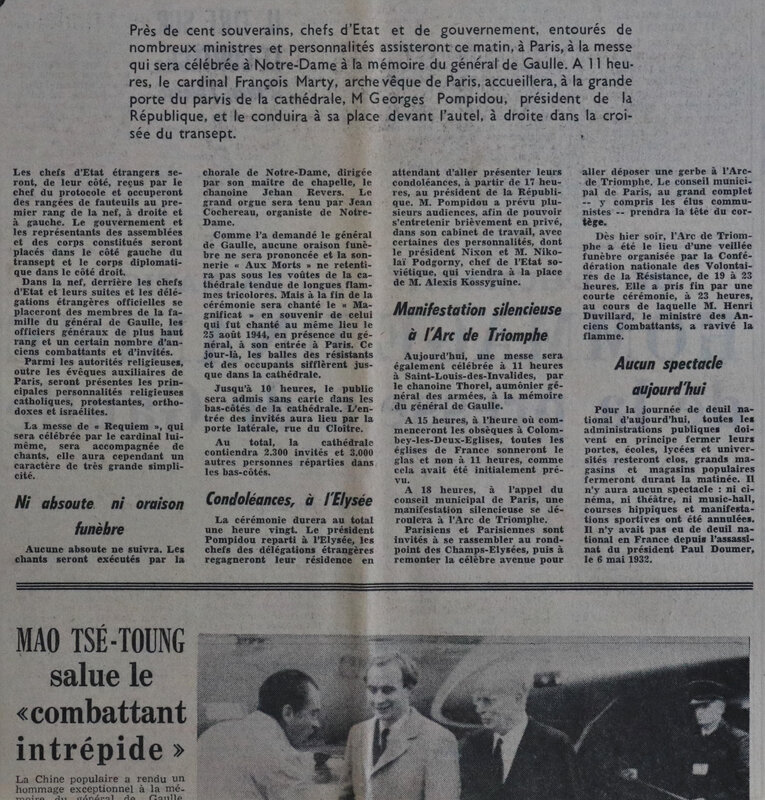 Près de cent souverains, chefs d'Etat et de gouvernement, entourés de
nombreux ministres et personnalités assisteront ce matin, à Paris, à la messe
qui sera célébrée à Notre-Dame à la mémoire du général de Gaulle. A 11 heu-
res, le cardinal François Marty, archevêque de Paris, accueillera, à la grande
porte du parvis de la cathédrale, M Georges Pompidou, président de la
République, et le conduira à sa place devant l'autel, à droite dans la croi-
sée du transept.
Les chefs d'Etat étrangers se-
ront, de leur côté, reçus par le
chef du protocole et occuperont
des rangées de fauteuils au pre-
mier rang de la nef, à droite et
à gauche. Le gouvernement et
les représentants des assemblées
et des corps constitués seront
placés dans le côté gauche du
transept et le corps diplomati-
que dans le côté droit.
Dans la nef, derrière les chefs
d'Etat et leurs suites et les délé-
gations étrangères officielles se
placeront des membres de la fa-
mille du général de Gaulle, les
officiers généraux de plus haut
rang et un certain nombre d'an-
ciens combattants et d'invités.
Parmi les autorités religieuses,
outre les évêques auxiliaires de
Paris, seront présentes les prin-
cipales personnalités religieuses
catholiques, protestantes, ortho-
doxes et israélites.
La messe de « Requiem », qui
sera célébrée par le cardinal lui-
même, sera accompagnée de
chants, elle aura cependant un
caractère de très grande simpli-
cité.
Ni absoute ni oraison
funèbre
Aucune absoute ne suivra. Les
chants seront exécutés par la
chorale de Notre-Dame, dirigée
par son maître de chapelle, le
chanoine Jehan Revers. Le
grand orgue sera tenu par Jean
Cochereau, organiste de Notre-
Dame.
Comme l'a demandé le général
de Gaulle, aucune oraison funè-
bre ne sera prononcée et la son-
nerie « Aux Morts » ne retenti-
ra pas sous les voûtes de la ca-
thédrale tendue de longues flam-
mes tricolores. Mais à la fin de la
cérémonie sera chanté le « Ma-
gnificat » en souvenir de celui
qui fut chanté au même lieu le
25 août 1944, en présence du gé-
néral, à son entrée à Paris. Ce
jour-là, les balles des résistants
et des occupants sifflèrent jus-
que dans la cathédrale.
Jusqu'à 10 heures, le public
sera admis sans carte dans les
bas-côtés de la cathédrale. L'en-
trée des invités aura lieu par la
porte latérale, rue du Cloître.
Au total, la cathédrale
contiendra 2.300 invités et 3.000
autres personnes réparties dans
les bas-côtés.
Condoléances, à l'Elysée
La cérémonie durera au total
une heure vingt. Le président
Pompidou reparti à l'Elysée, les
chefs des délégations étrangères
regagneront leur résidence en
attendant d'aller présenter leurs
condoléances, à partir de 17 heu-
res, au président de la Républi-
que. M. Pompidou a prévu plu-
sieurs audiences, afin de pouvoir
s'entretenir brièvement en privé,
dans son cabinet de travail, avec
certaines des personnalités, dont
le président Nixon et M. Niko-
laï Podgorny, chef de l'Etat so-
viétique, qui viendra à la place
de M. Alexis Kossyguine.
Manifestation silencieuse
à l'Arc de Triomphe
Aujourd'hui, une messe sera
également célébrée à 11 heures
à Saint-Louis-des-Invalides, par
le chanoine Thorel, aumônier gé-
néral des armées, à la mémoire
du général de Gaulle.
A 15 heures, à l'heure où com-
menceront les obsèques à Colom-
bey-les-Deux-Eglises, toutes les
églises de France sonneront le
glas et non à 11 heures, comme
cela avait été initialement pré-
vu.
A 18 heures, à l'appel du
conseil municipal de Paris, une
manifestation silencieuse se dé-
roulera à l'Arc de Triomphe.
Parisiens et Parisiennes sont
invités à se rassembler au rond-
point des Champs-Elysées, puis à
remonter la célèbre avenue pour
aller déposer une gerbe à l'Arc-
de Triomphe. Le conseil munici-
pal de Paris, au grand complet
-- y compris les élus commu-
nistes -- prendra la tête du cor-
tège.
Dès hier soir, l'Arc de Triom-
phe a été le lieu d'une veillée
funèbre organisée par la Confé-
dération nationale des Volontai-
res de la Résistance, de 19 à 23
heures. Elle a pris fin par une
courte cérémonie, à 23 heures,
au cours de laquelle M. Henri
Duvillard, le ministre des An-
ciens Combattants, a ravivé la
flamme.
Aucun spectacle
aujourd'hui
Pour la journée de deuil na-
tional d'aujourd'hui, toutes les
administrations publiques doi-
vent en principe fermer leurs
portes, écoles, lycées et univer-
sités resteront clos, grands ma-
gasins et magasins populaires
fermeront durant la matinée. Il
n'y aura aucun spectacle : ni ci-
néma, ni théâtre, ni music-hall,
courses hippiques et manifesta-
tions sportives ont été annulées.
Il n'y avait pas eu de deuil na-
tional en France depuis l'assassi-
nat du président Paul Doumer,
le 6 mai 1932.
MAO TSÉ-TOUNG
salue le
«combattant
intrépide »
La Chine populaire a rendu un
hommage exceptionnel à la mé-
moire du général de Gaulle,